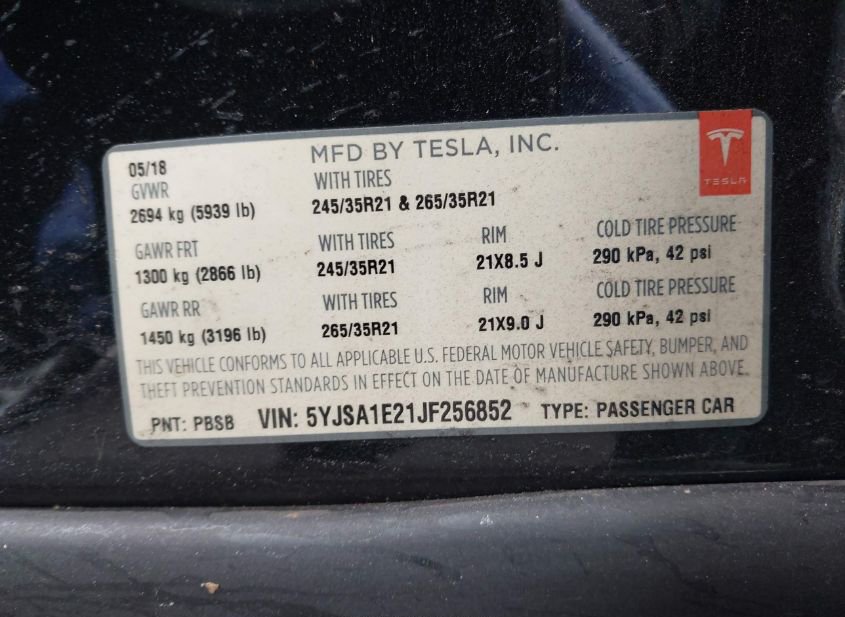 05/18 MFD BY TESLA, INC.
TESLA
GVWR WITH TIRES
2694 kg (5939 lb) 245/35R21 & 265/35R21
GAWR FRT WITH TIRES RIM COLD TIRE PRESSURE
1300 kg (2866 lb) 245/35R21 21X8.5 J 290 kPa, 42 psi
GAWR RR WITH TIRES RIM COLD TIRE PRESSURE
1450 kg (3196 lb) 265/35R21 21X9.0 J 290 kPa, 42 psi
THIS VEHICLE CONFORMS TO ALL APPLICABLE U.S. FEDERAL MOTOR VEHICLE SAFETY, BUMPER, AND
THEFT PREVENTION STANDARDS IN EFFECT ON THE DATE OF MANUFACTURE SHOWN ABOVE.
PNT: PBSB VIN: 5YJSA1E21JF256852 TYPE: PASSENGER CAR